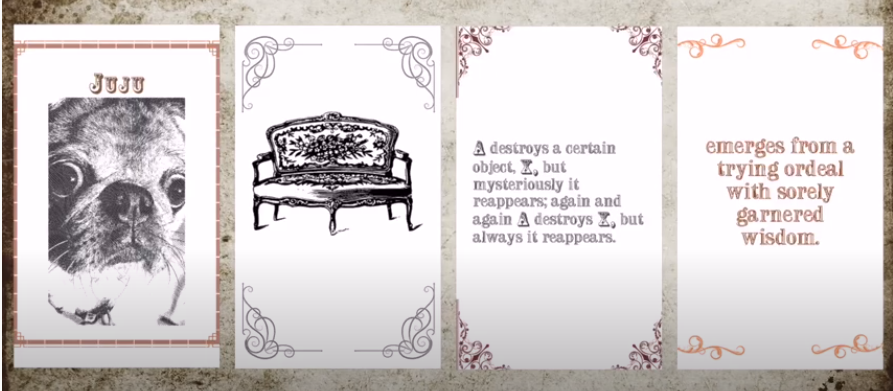 Juju
A destroys a certain
object, X, but
mysteriously it
reappears; again and
again A destroys X, but
always it reappears.
emerges from a
trying ordeal
with sorely
garnered
wisdom.